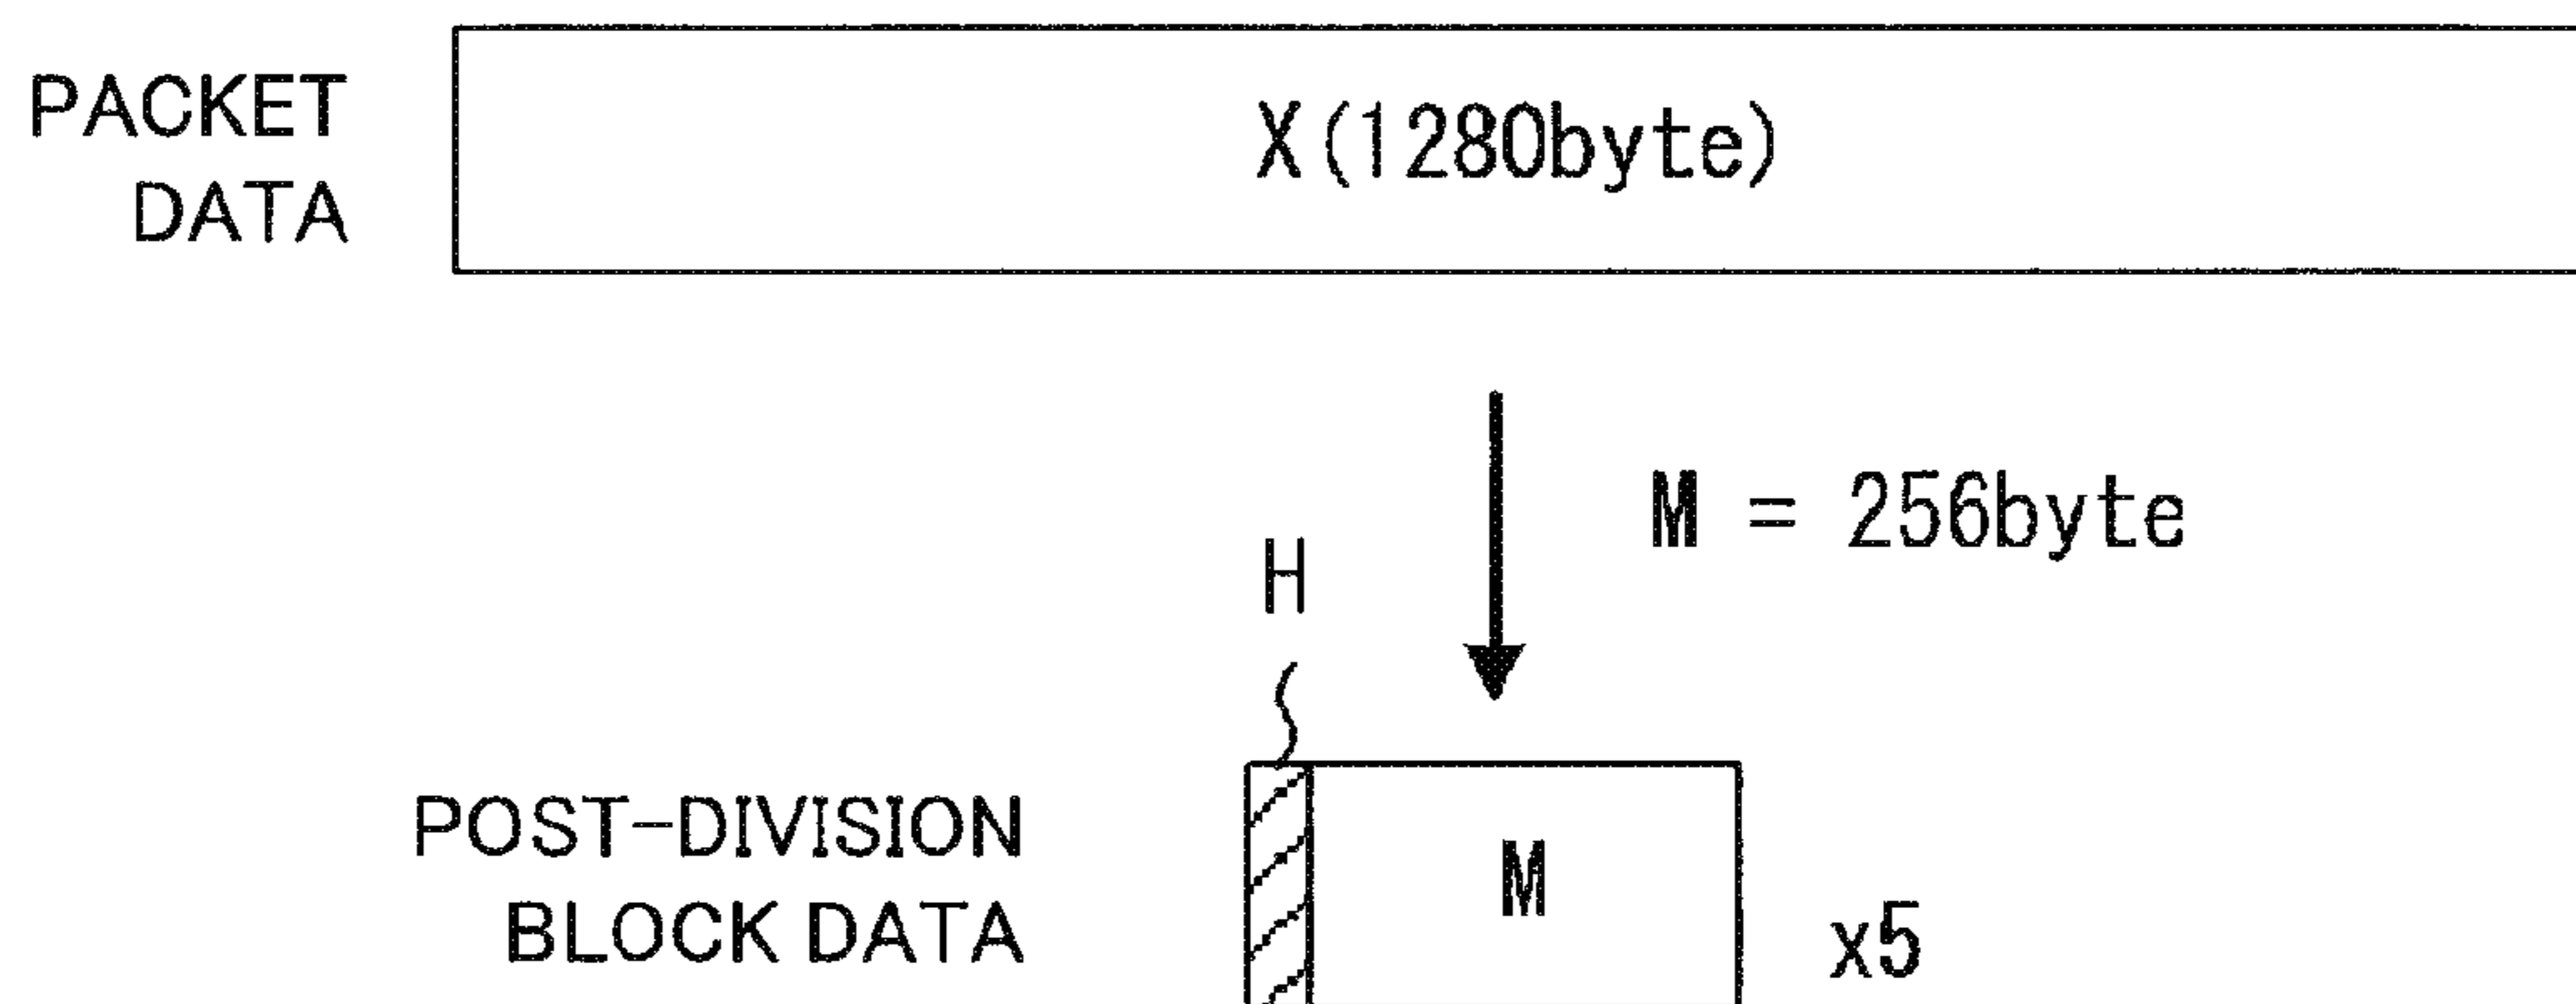 PACKET
DATA
X(1280byte)
M = 256byte
H
POST-DIVISION
BLOCK DATA
M
x5